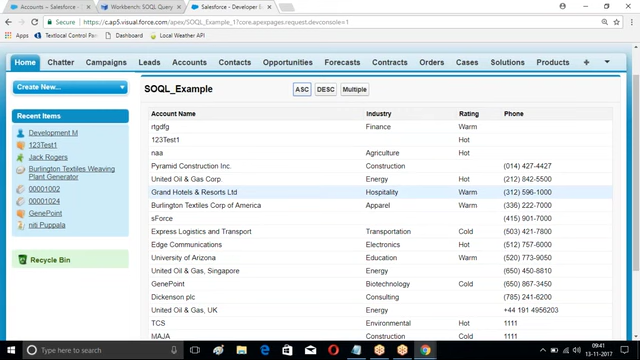 Accounts ~ Salesforce
Workbench: SOQL Query
Salesforce - Developer E
Secure https://c.ap5.visual.force.com/apex/SOQL_Example_1?core.apexpages.request.devconsole=1
Apps Textlocal Control Pan Dashboard Latest Weather And
Home Chatter Campaigns Leads Accounts Contacts Opportunities Forecasts Contracts Orders Cases Solutions Products +
Create New...
Recent Items
Development M
123Test1
Jack Rogers
Burlington Textiles Weaving
Plant Generator
00001002
00001024
GenePoint
niti Puppala
Recycle Bin
SOQL_Example ASC DESC Multiple
Account Name Industry Rating Phone
rtgdfg Finance Warm
123Test1 Hot
naa Agriculture Hot
Pyramid Construction Inc. Construction (014) 427-4427
United Oil & Gas Corp. Energy Hot (212) 842-5500
Grand Hotels & Resorts Ltd Hospitality Warm (312) 596-1000
Burlington Textiles Corp of America Apparel Warm (336) 222-7000
sForce (415) 901-7000
Express Logistics and Transport Transportation Cold (503) 421-7800
Edge Communications Electronics Hot (512) 757-6000
University of Arizona Education Warm (520) 773-9050
United Oil & Gas, Singapore Energy (650) 450-8810
GenePoint Biotechnology Cold (650) 867-3450
Dickenson plc Consulting (785) 241-6200
United Oil & Gas, UK Energy +44 191 4956203
TCS Environmental Hot 1111
MAJA Construction Cold 1111
Type here to search
09:41
13-11-2017